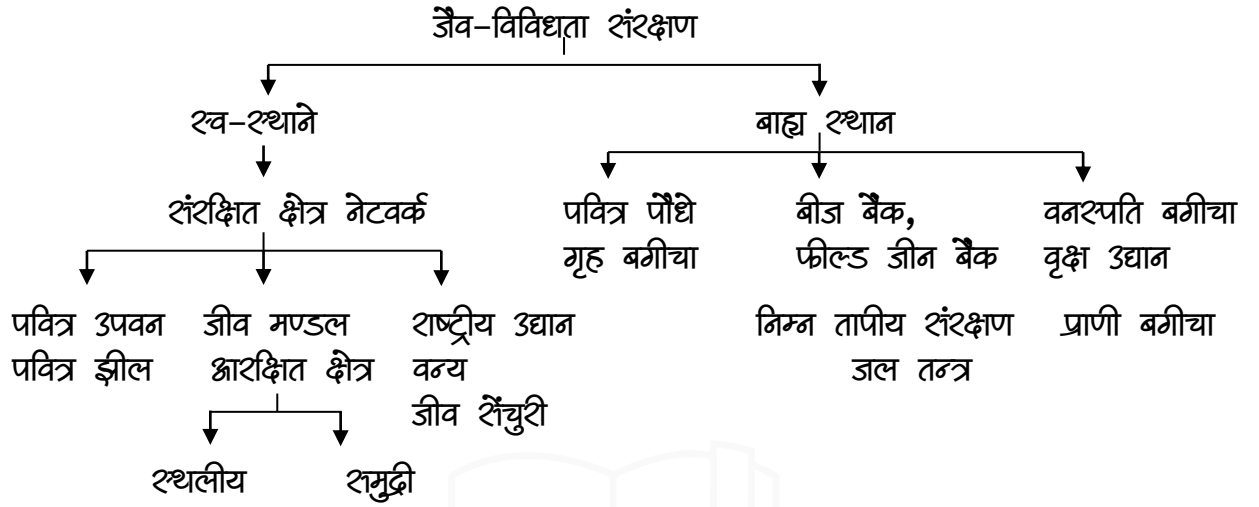 जैव-विविधता संरक्षण
स्व-स्थाने
बाह्य स्थान
संरक्षित क्षेत्र नेटवर्क
पवित्र पौधे
गृह बगीचा
बीज बैंक,
फील्ड जीन बैंक
वनस्पति बगीचा
वृक्ष उद्यान
पवित्र उपवन
पवित्र झील
जीव मण्डल
आरक्षित क्षेत्र
राष्ट्रीय उद्यान
वन्य
जीव सेंचुरी
निम्न तापीय संरक्षण
जल तन्त्र
प्राणी बगीचा
स्थलीय
समुद्री